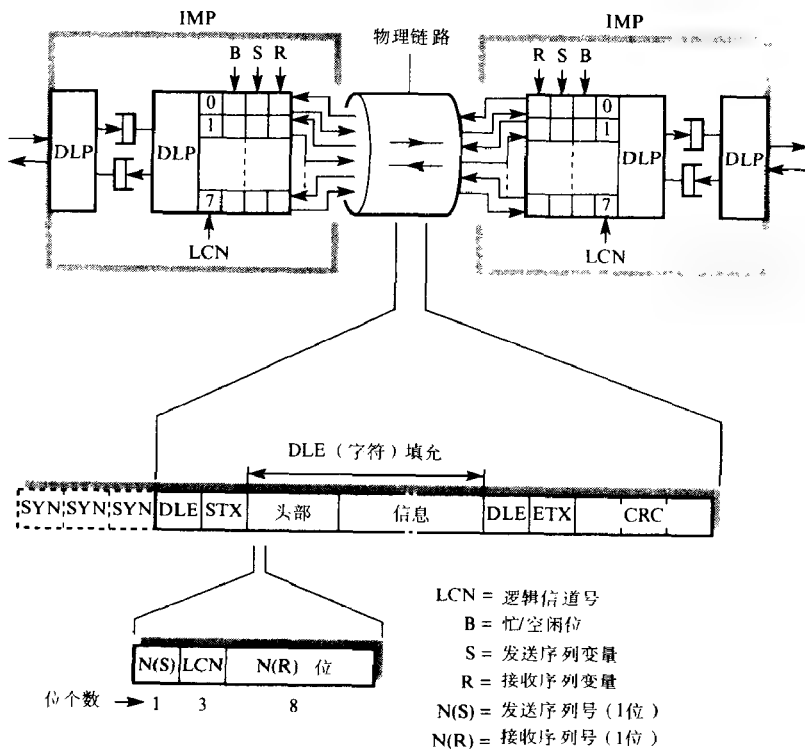 IMP
IMP
物理链路
B S R
R S B
DLP
DLP
0
1
7
LCN
0
1
7
DLP
DLP
LCN
DLE（字符）填充
SYN SYN SYN DLE STX 头部 信息 DLE ETX CRC
N(S) LCN N(R) 位
位个数 1 3 8
LCN = 逻辑信道号
B = 忙/空闲位
S = 发送序列变量
R = 接收序列变量
N(S) = 发送序列号（1位）
N(R) = 接收序列号（1位）